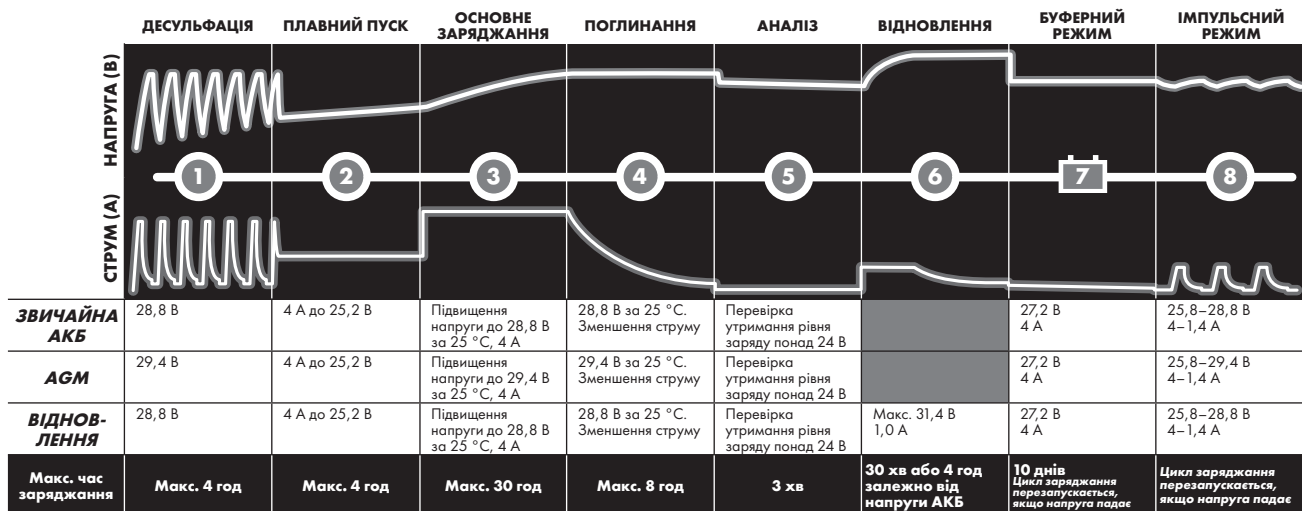 ДЕСУЛЬФАЦІЯ
ПЛАВНИЙ ПУСК
ОСНОВНЕ
ЗАРЯДЖАННЯ
ПОГЛИНАННЯ
АНАЛІЗ
ВІДНОВЛЕННЯ
БУФЕРНИЙ
РЕЖИМ
ІМПУЛЬСНИЙ
РЕЖИМ
НАПРУГА (В)
1
2
3
4
5
6
7
8
СТРУМ (А)
ЗВИЧАЙНА
АКБ
28,8 В
4 А до 25,2 В
Підвищення
напруги до 28,8 В
за 25 °C, 4 А
28,8 В за 25 °C.
Зменшення струму
Перевірка
утримання рівня
заряду понад 24 В
27,2 В
4 А
25,8–28,8 В
4–1,4 А
AGM
29,4 В
4 А до 25,2 В
Підвищення
напруги до 29,4 В
за 25 °C, 4 А
29,4 В за 25 °C.
Зменшення струму
Перевірка
утримання рівня
заряду понад 24 В
27,2 В
4 А
25,8–29,4 В
4–1,4 А
ВІДНОВ-
ЛЕННЯ
28,8 В
4 А до 25,2 В
Підвищення
напруги до 28,8 В
за 25 °C, 4 А
28,8 В за 25 °C.
Зменшення струму
Перевірка
утримання рівня
заряду понад 24 В
Макс. 31,4 В
1,0 А
27,2 В
4 А
25,8–28,8 В
4–1,4 А
Макс. час
заряджання
Макс. 4 год
Макс. 4 год
Макс. 30 год
Макс. 8 год
3 хв
30 хв або 4 год
залежно від
напруги АКБ
10 днів
Цикл заряджання
перезапускається,
якщо напруга падає
Цикл заряджання
перезапускається,
якщо напруга падає